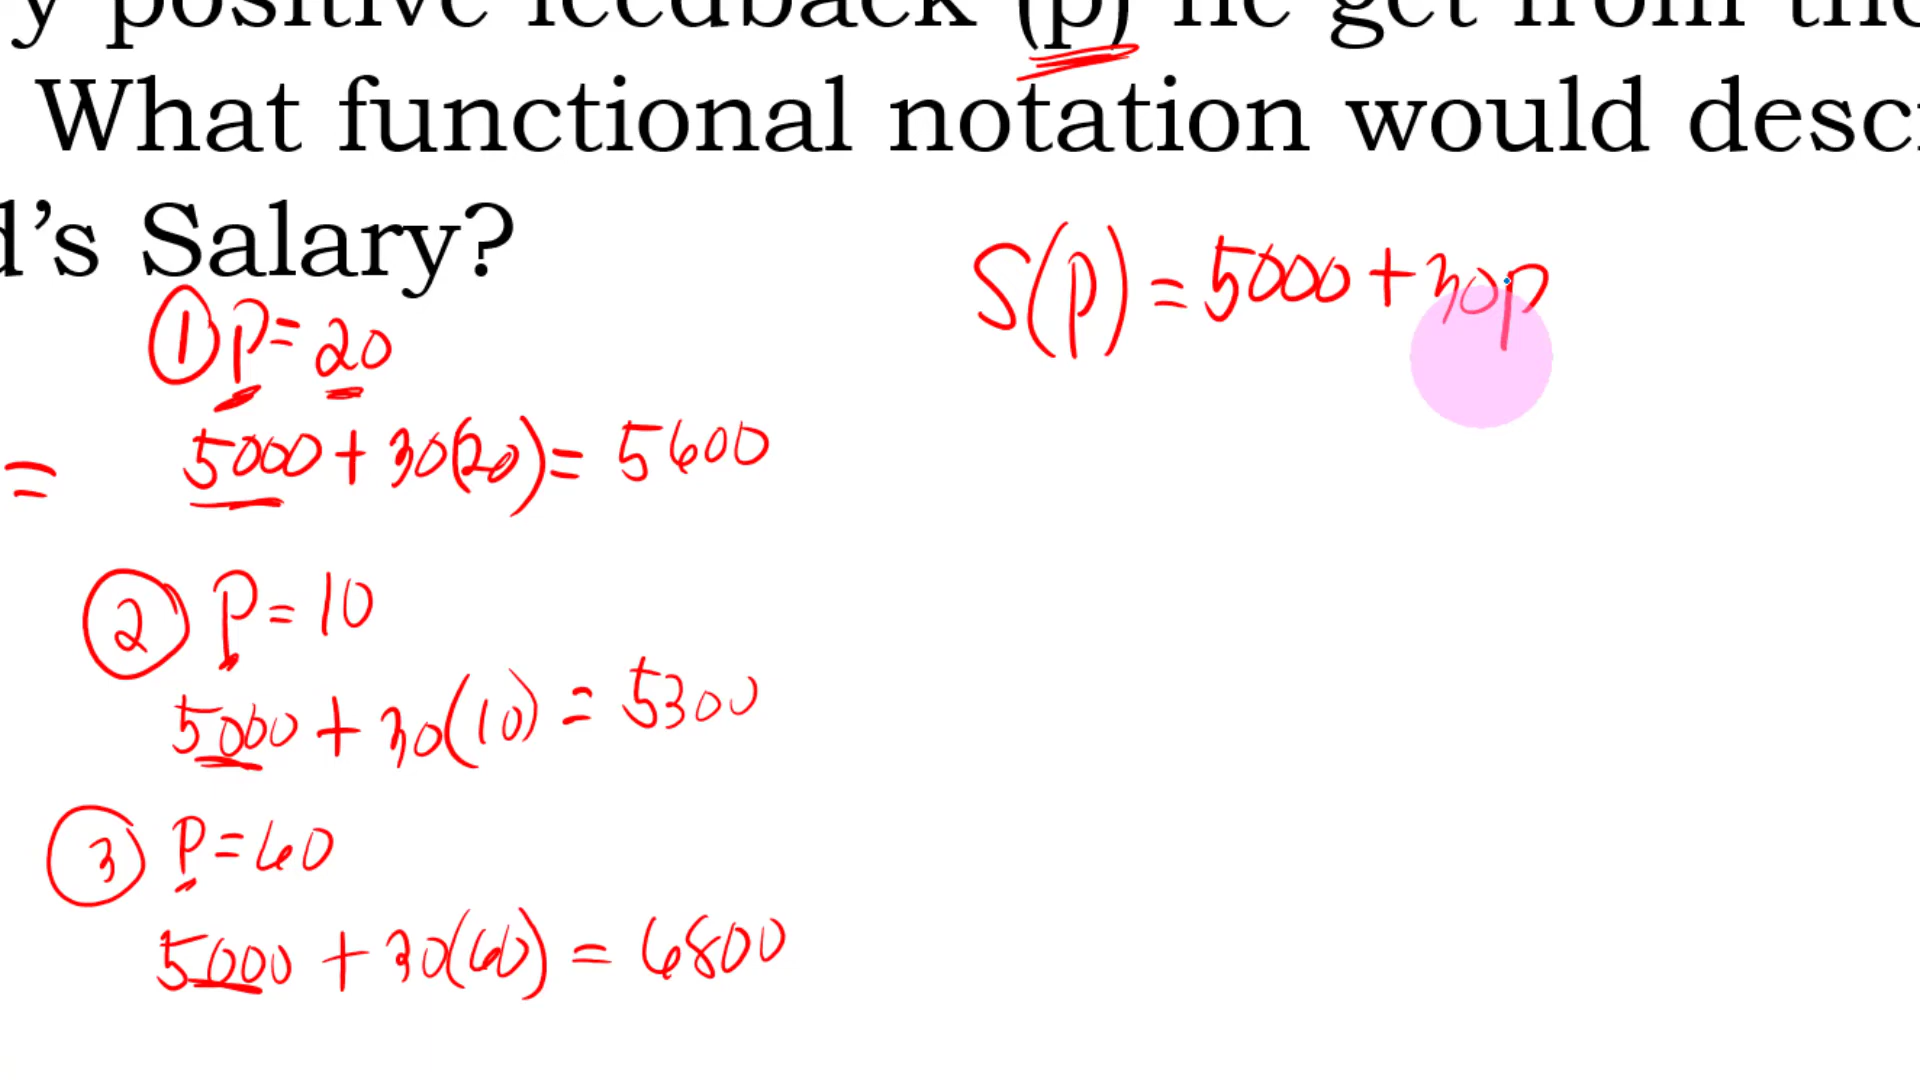 y positive feedback (p) he get from the
What functional notation would desc
d's Salary?
S(p) = 5000 + 30p
① p = 20
5000 + 30(20) = 5600
=
② p = 10
5000 + 30(10) = 5300
③ p = 60
5000 + 30(60) = 6800